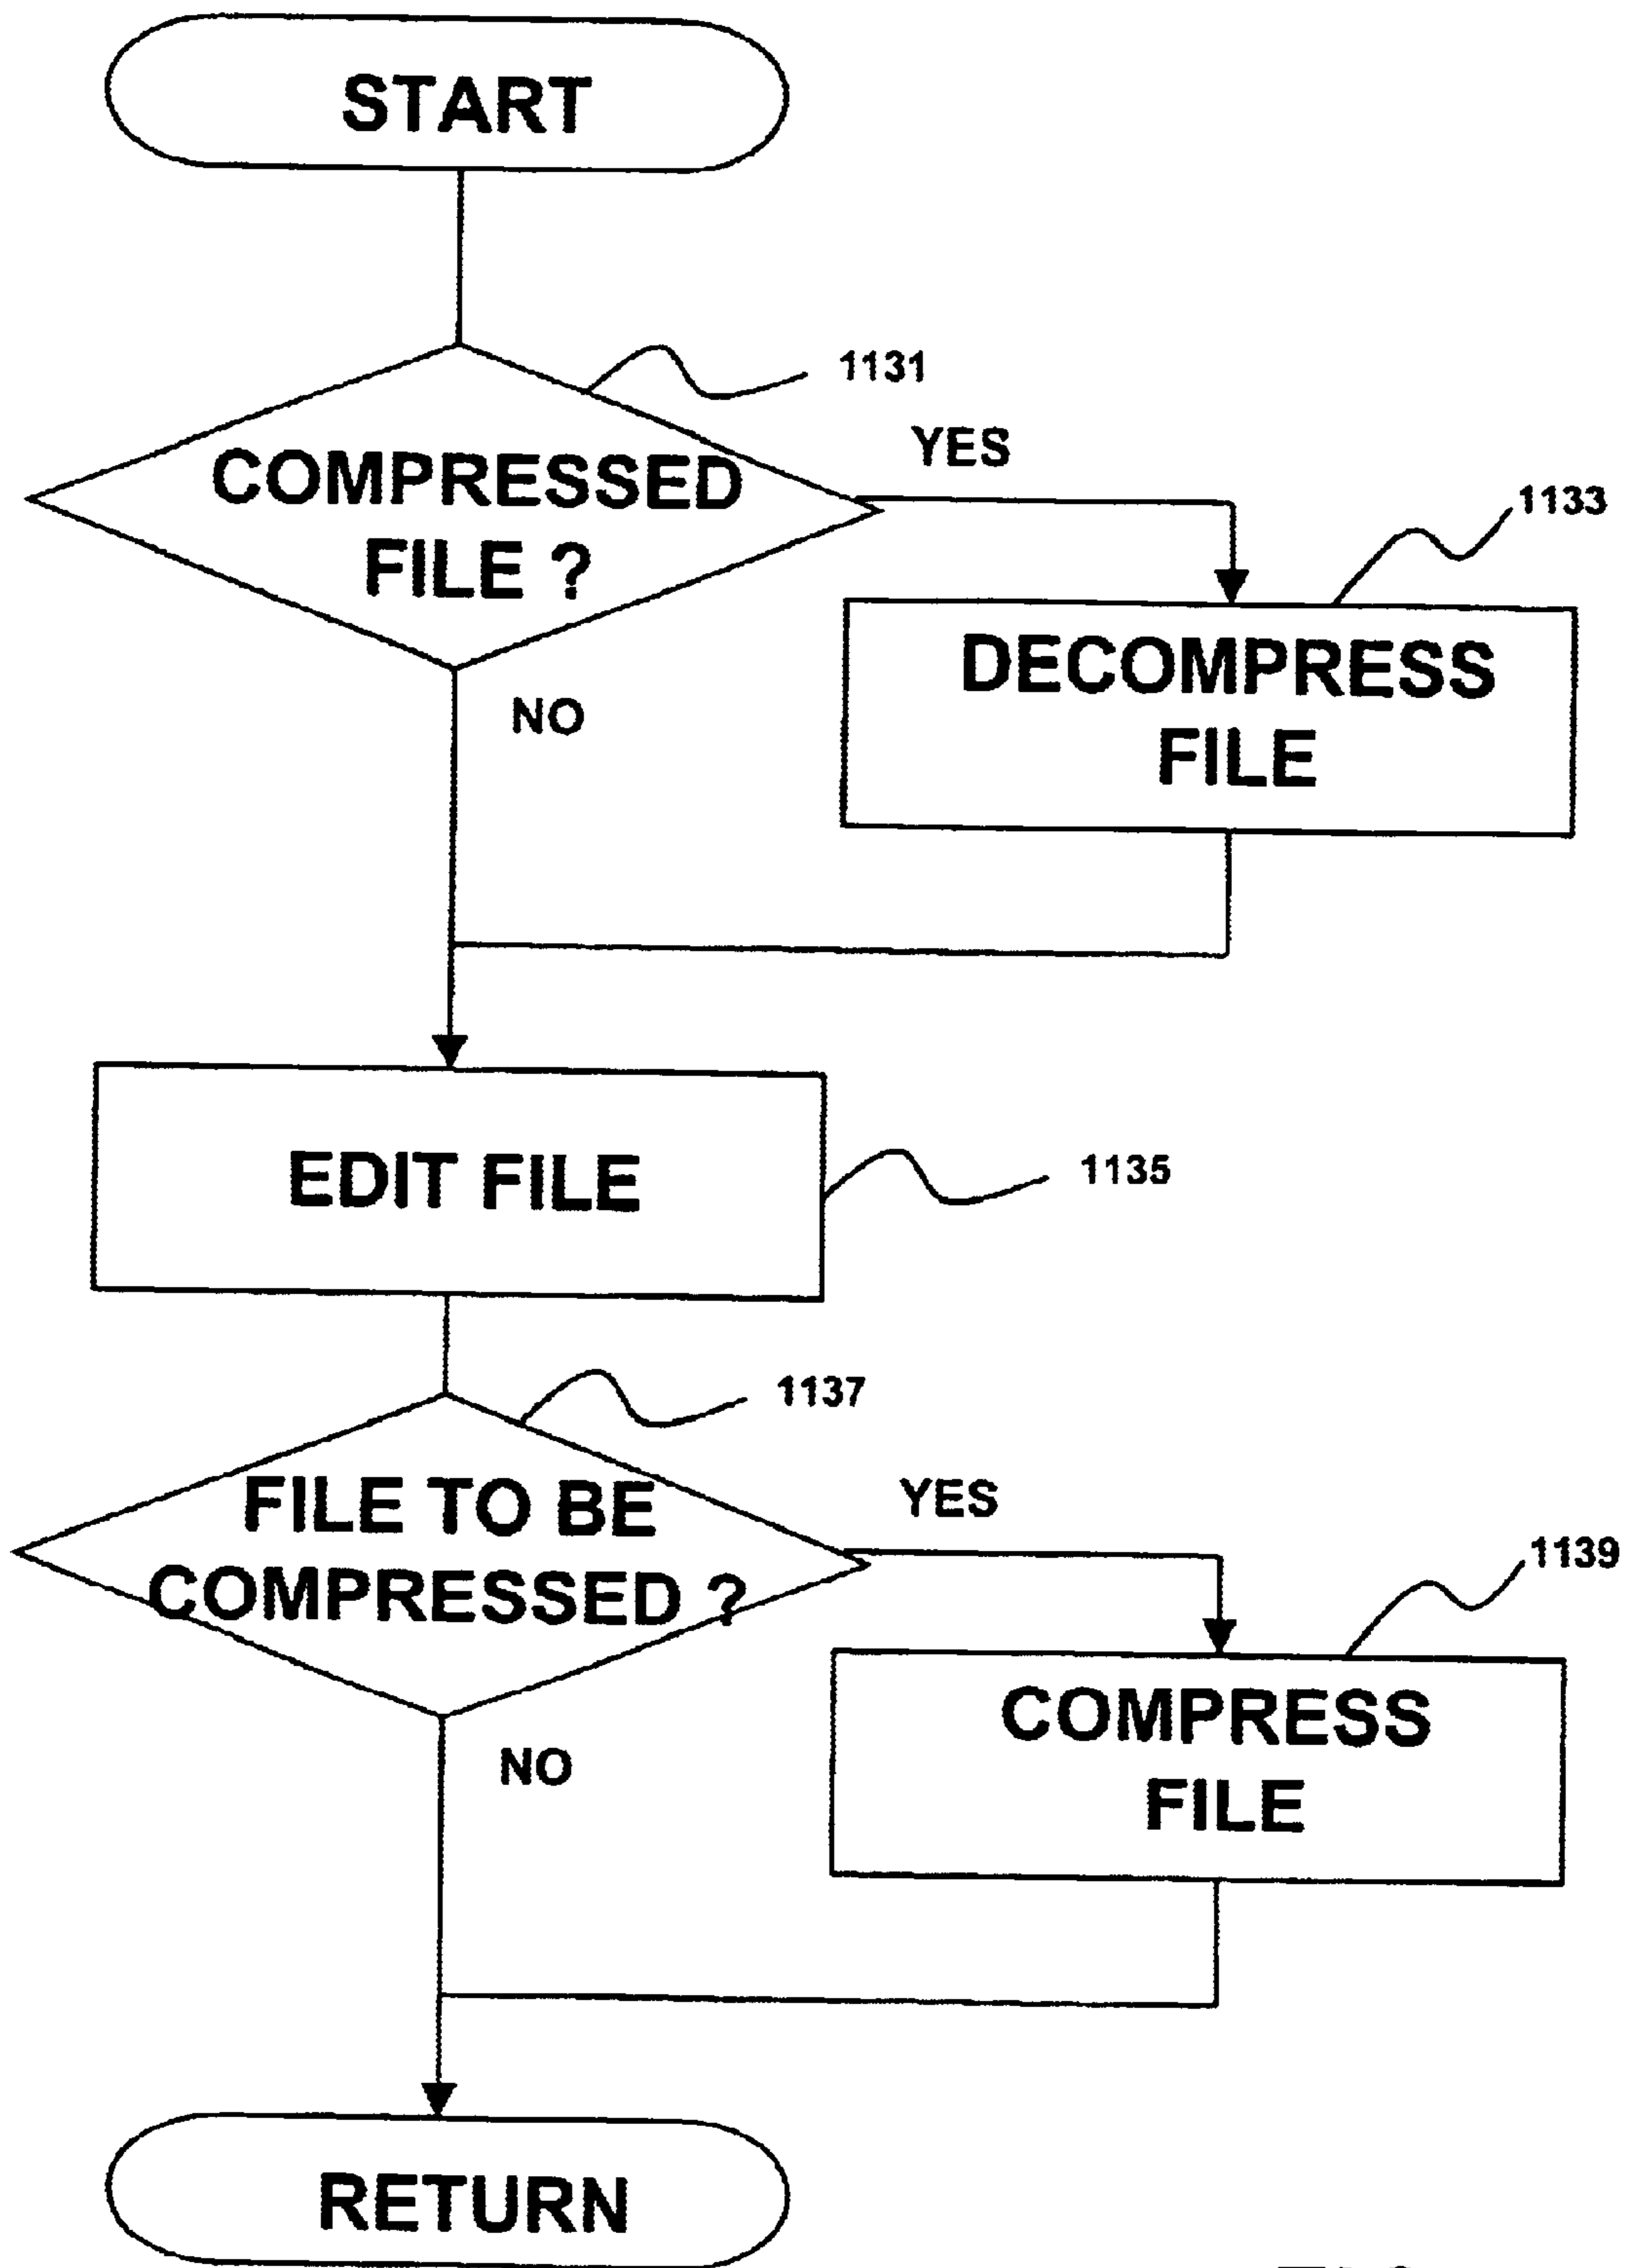 START
1131
COMPRESSED
FILE ?
YES
1133
DECOMPRESS
FILE
NO
EDIT FILE
1135
1137
FILE TO BE
COMPRESSED ?
YES
1139
COMPRESS
FILE
NO
RETURN